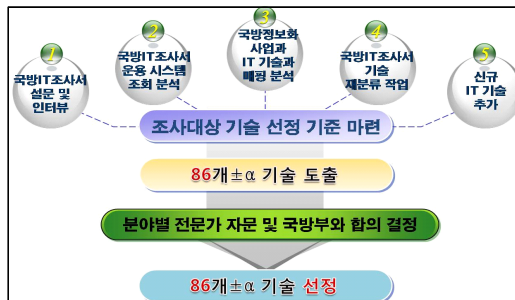 1
국방IT조사서
설문 및
인터뷰
2
국방IT조사서
운용 시스템
조회 분석
3
국방정보화
사업과
IT 기술과
매핑 분석
4
국방IT조사서
기술
재분류 작업
5
신규
IT 기술
추가
조사대상 기술 선정 기준 마련
86개±α 기술 도출
분야별 전문가 자문 및 국방부와 합의 결정
86개±α 기술 선정